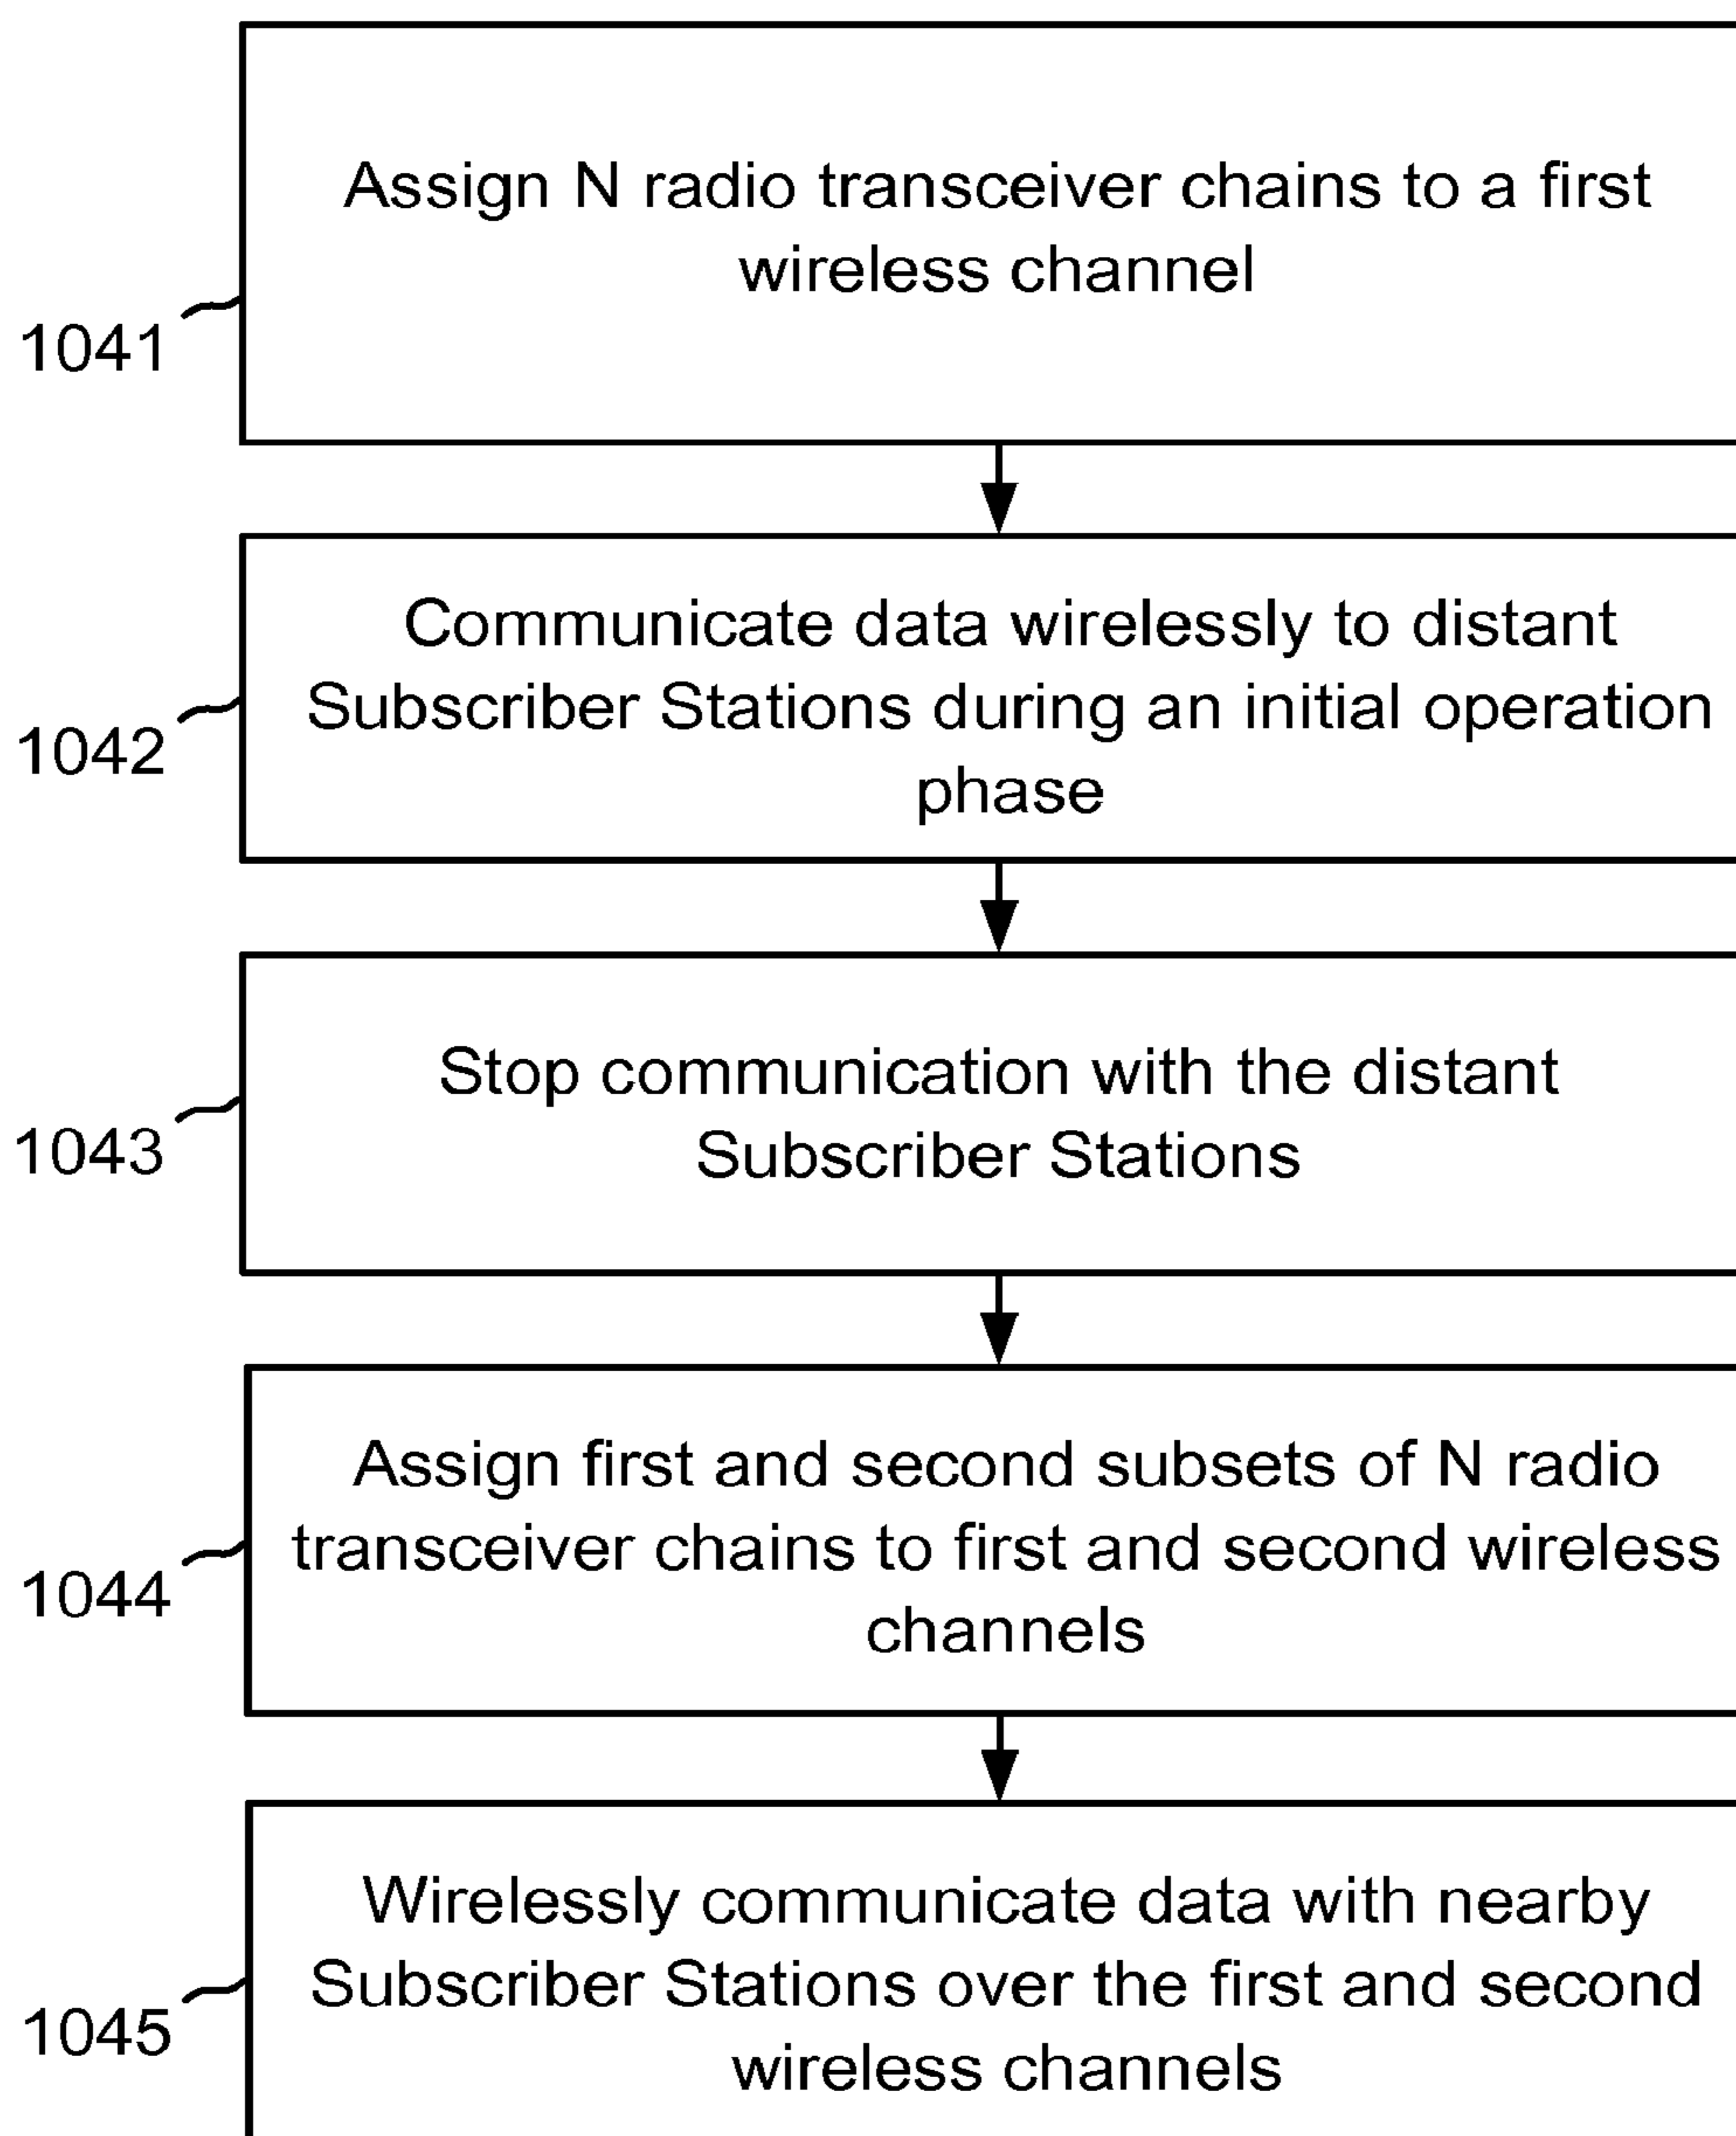 Assign N radio transceiver chains to a first
wireless channel
1041
Communicate data wirelessly to distant
Subscriber Stations during an initial operation
phase
1042
Stop communication with the distant
Subscriber Stations
1043
Assign first and second subsets of N radio
transceiver chains to first and second wireless
channels
1044
Wirelessly communicate data with nearby
Subscriber Stations over the first and second
wireless channels
1045